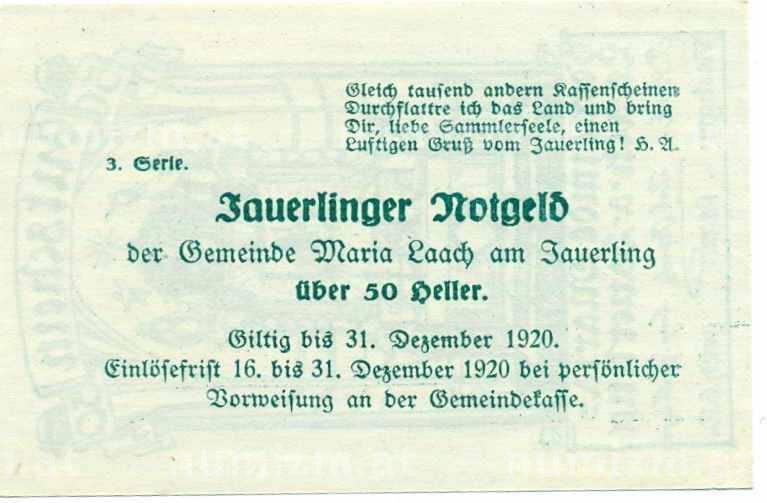 Gleich tausend andern Kassenscheinen
Durchflattre ich das Land und bring
Dir, liebe Sammlerseele, einen
Luftigen Gruß vom Jauerling! H. A.
3. Serie.
Jauerlinger Notgeld
der Gemeinde Maria Laach am Jauerling
über 50 Heller.
Giltig bis 31. Dezember 1920.
Einlösefrist 16. bis 31. Dezember 1920 bei persönlicher
Vorweisung an der Gemeindekasse.